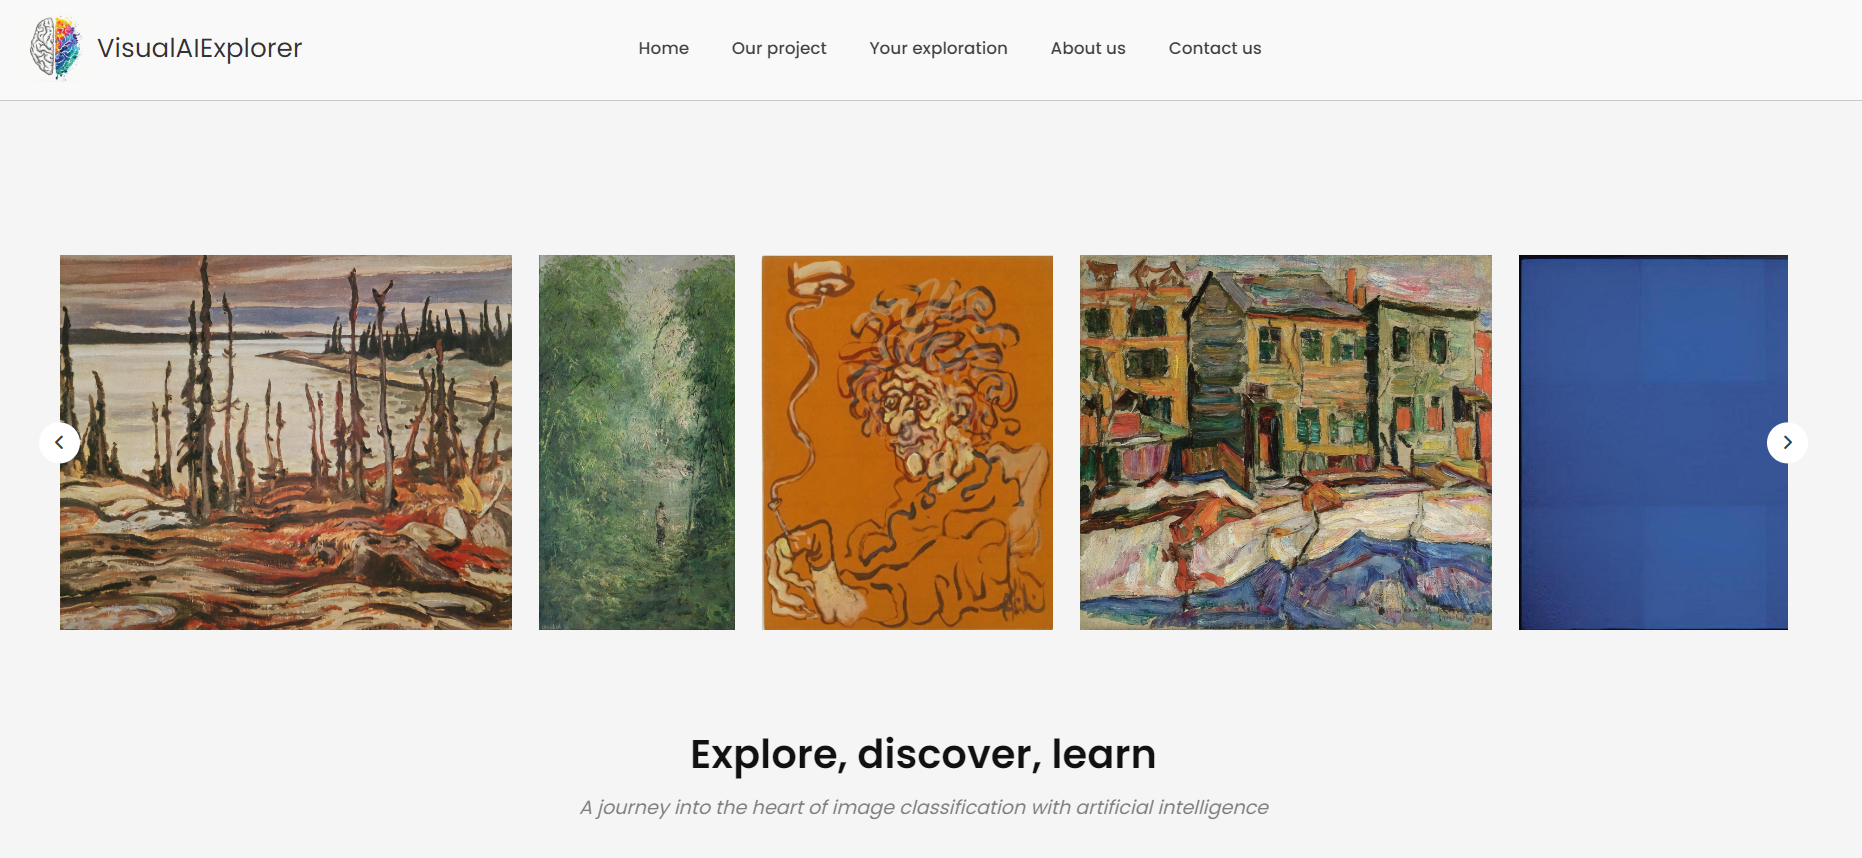 VisualAIExplorer
Home Our project Your exploration About us Contact us
Explore, discover, learn
A journey into the heart of image classification with artificial intelligence